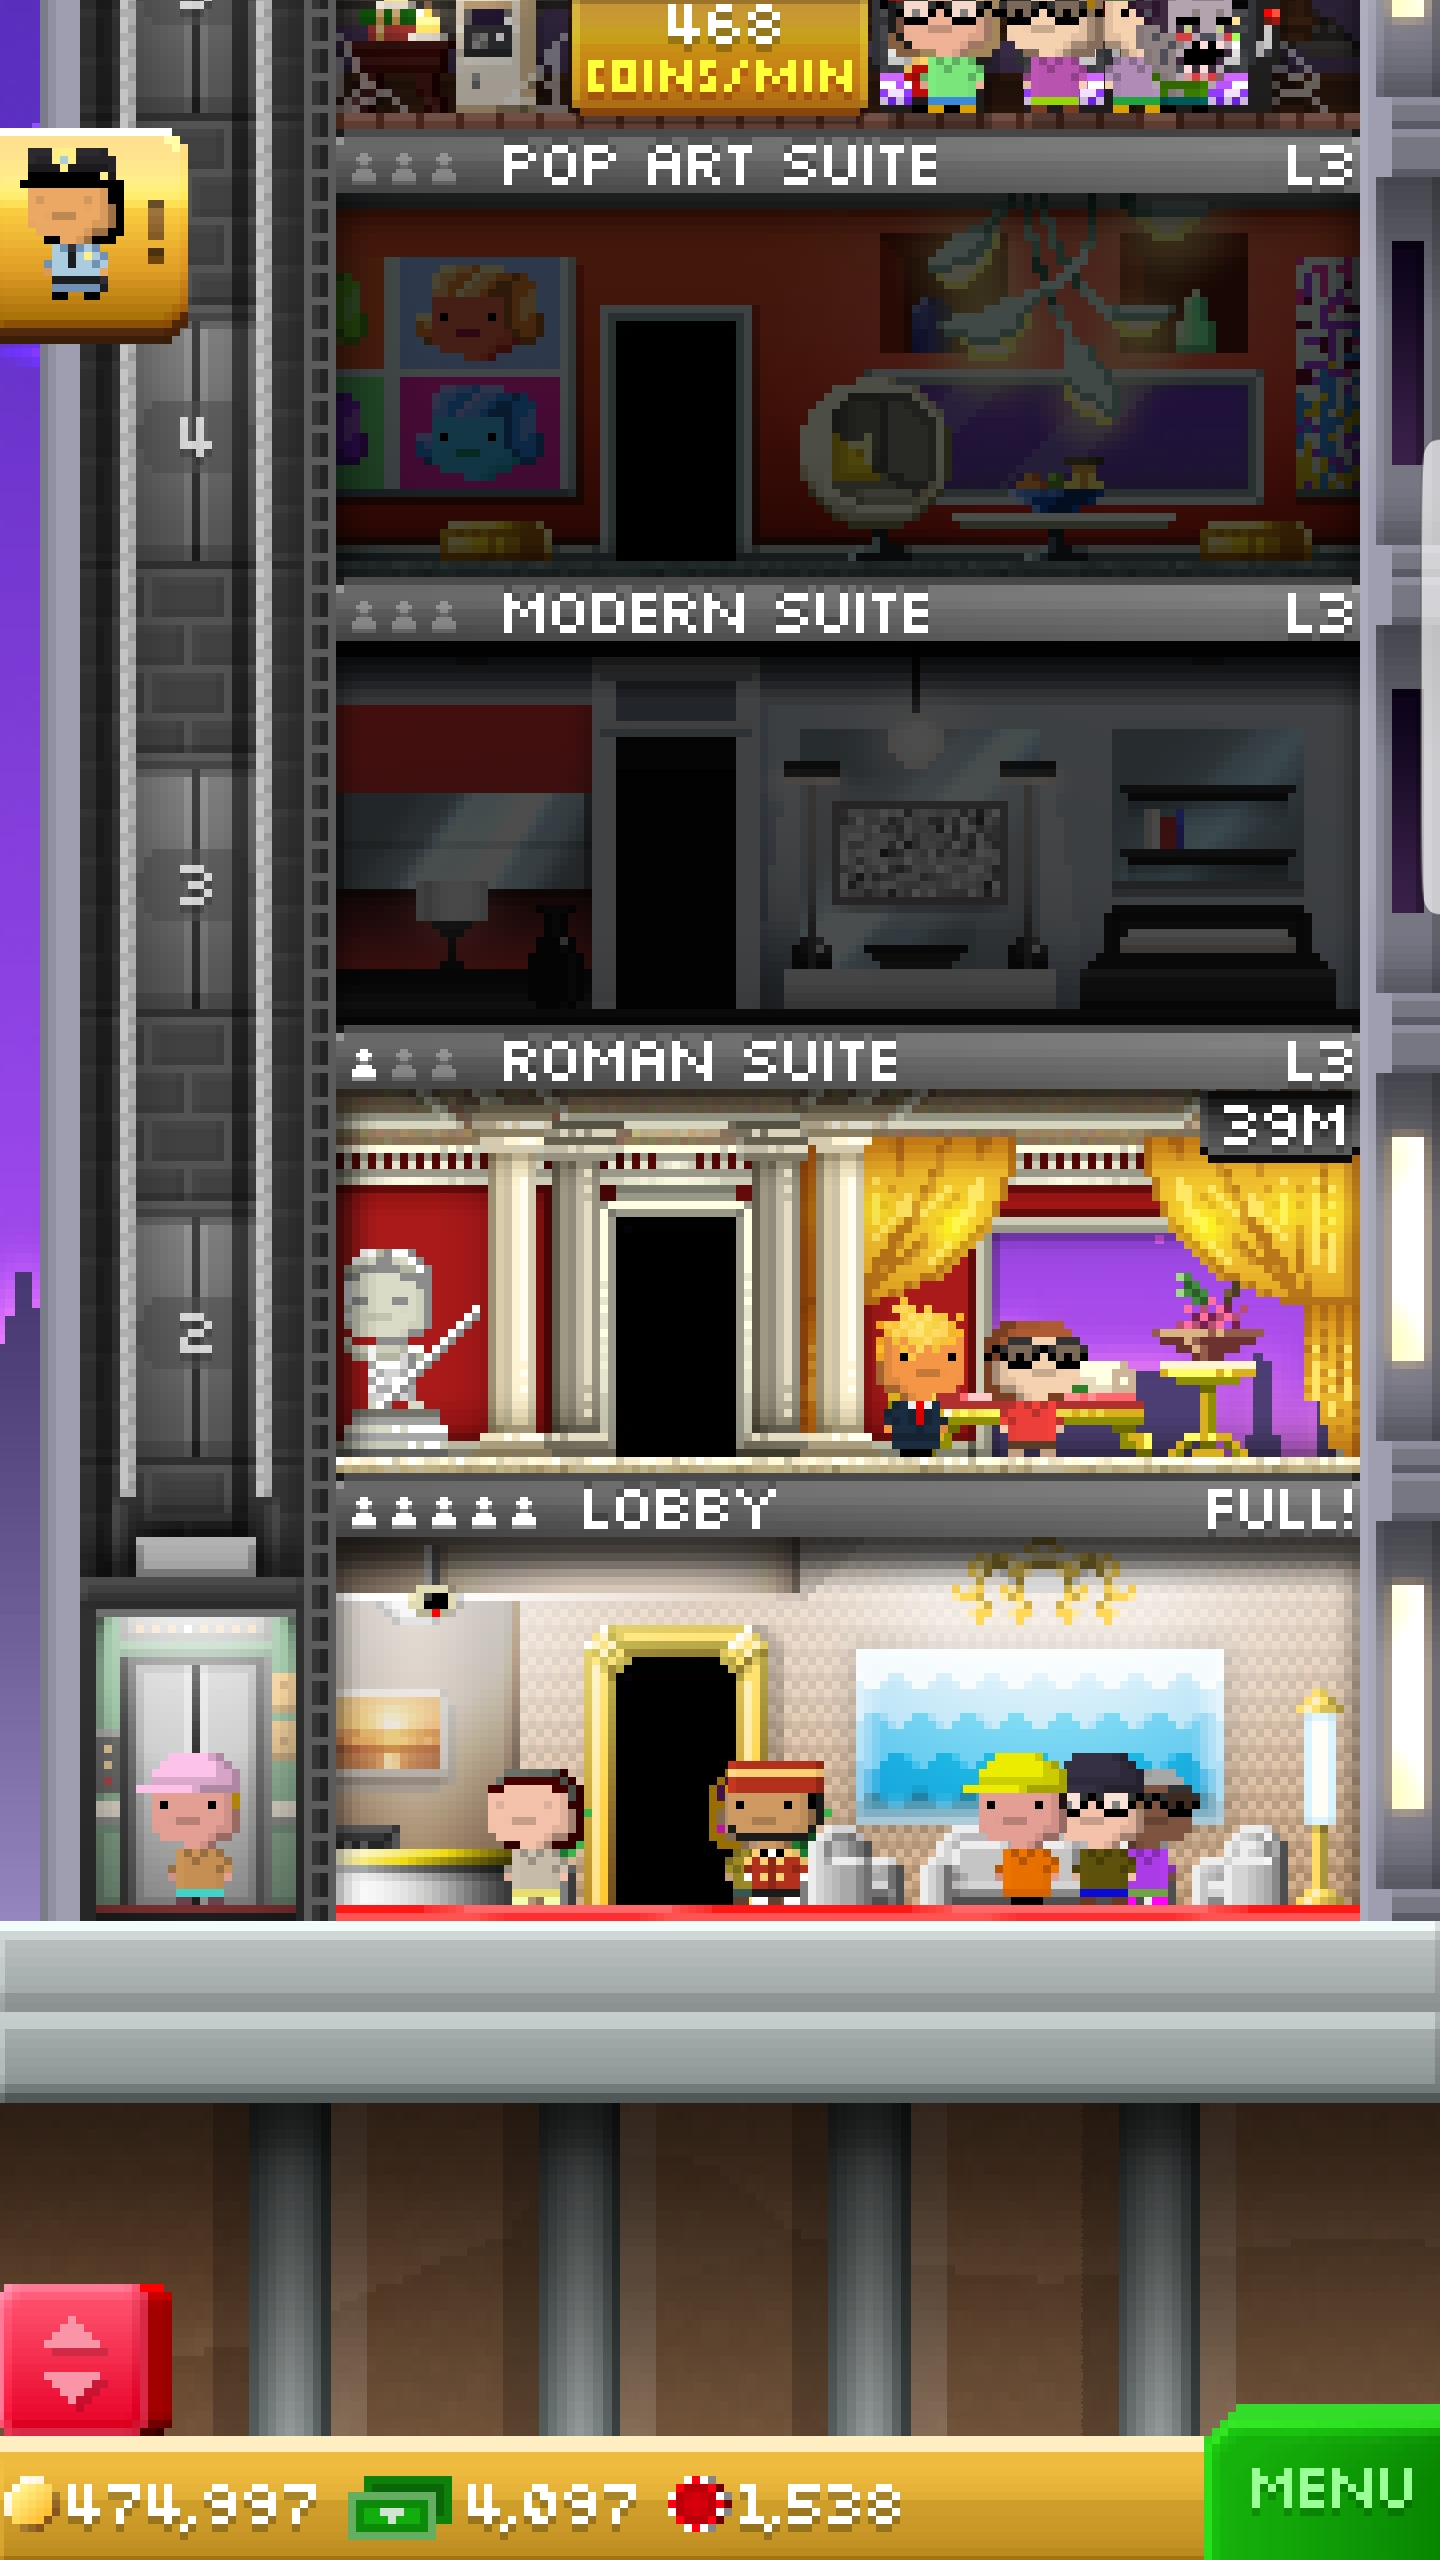 468
COINS/MIN
POP ART SUITE L3
!
4
MODERN SUITE L3
3
ROMAN SUITE L3
39M
2
LOBBY FULL!
474,997 4,097 1,538
MENU